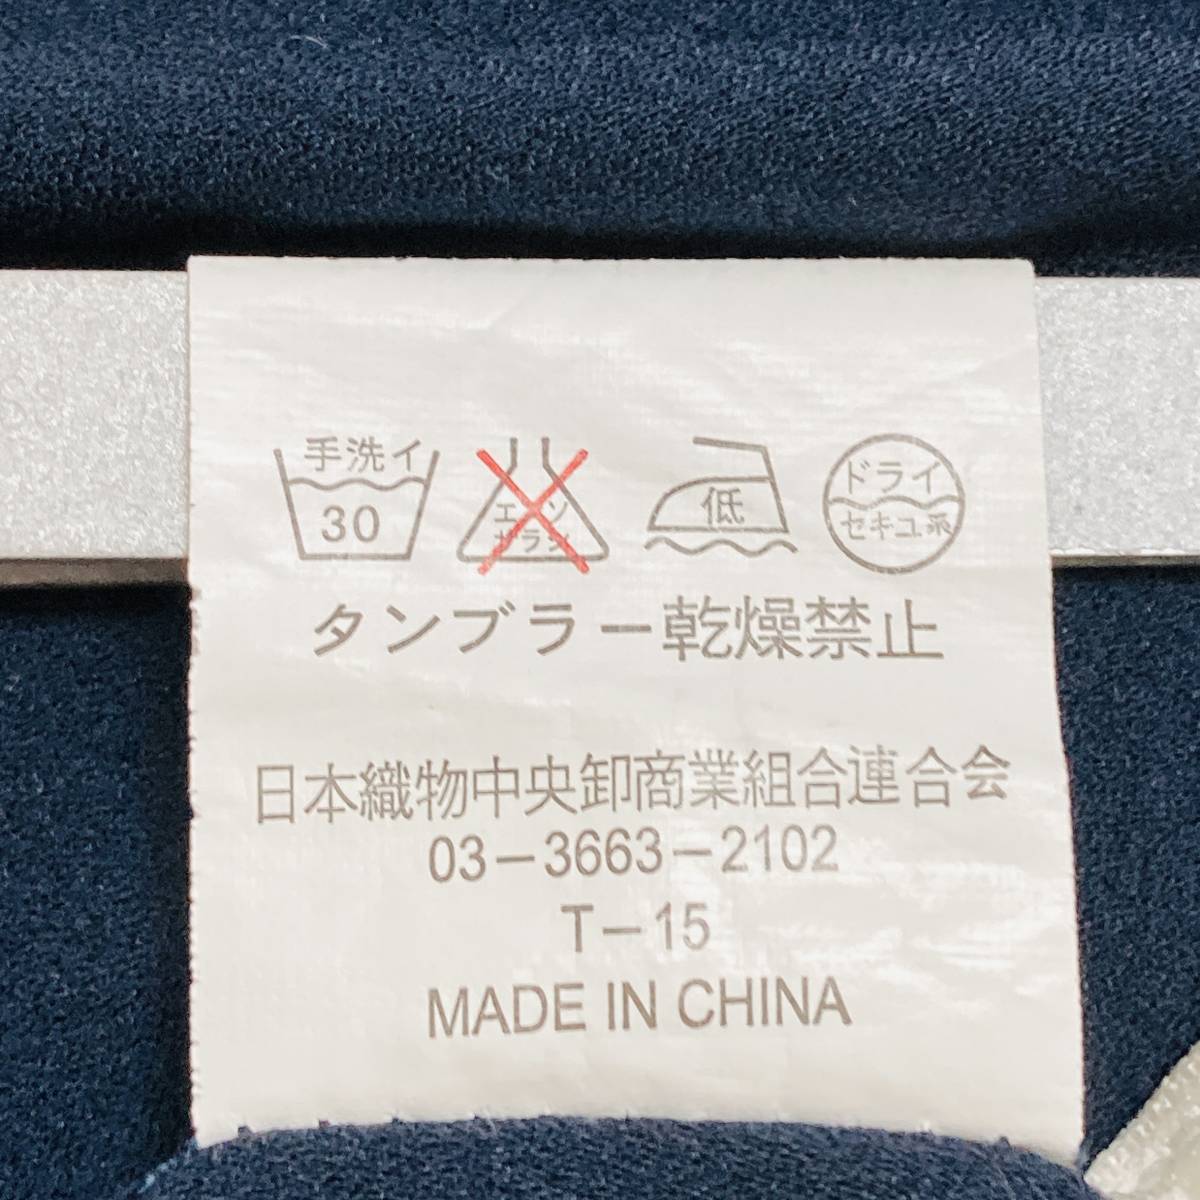 手洗イ
30
エンソ
サラシ
低
ドライ
セキユ系
タンブラー乾燥禁止
日本織物中央卸商業組合連合会
03-3663-2102
T-15
MADE IN CHINA